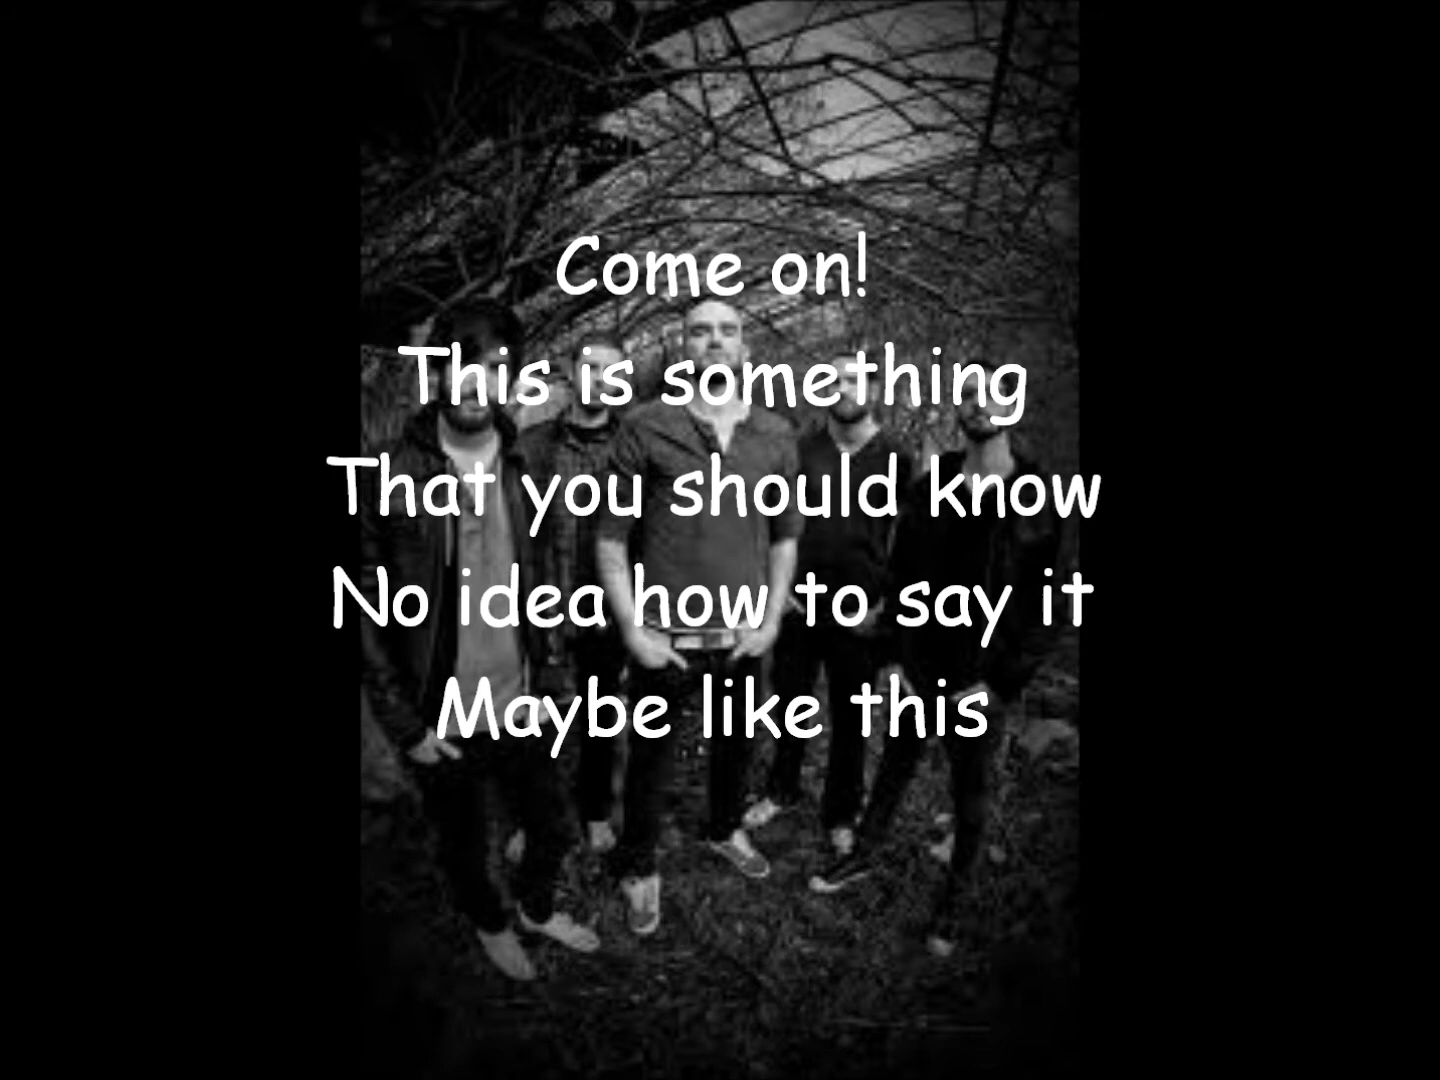 Come on!
This is something
That you should know
No idea how to say it
Maybe like this